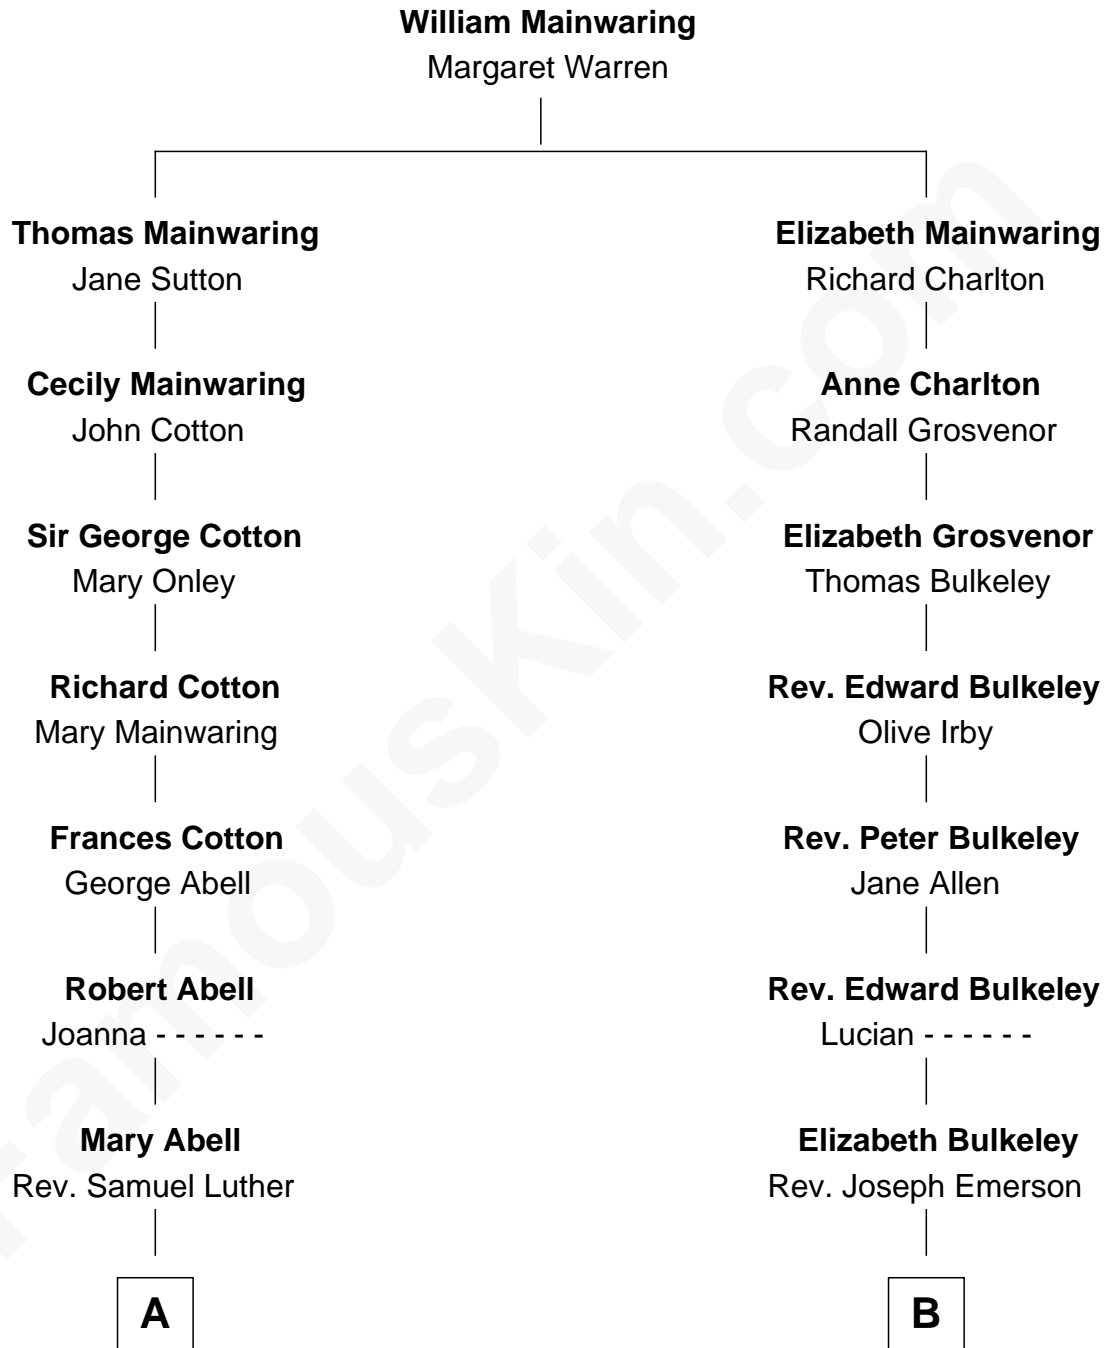 William Mainwaring
Margaret Warren
Thomas Mainwaring
Jane Sutton
Cecily Mainwaring
John Cotton
Sir George Cotton
Mary Onley
Richard Cotton
Mary Mainwaring
Frances Cotton
George Abell
Robert Abell
Joanna - - - - - -
Mary Abell
Rev. Samuel Luther
A
Elizabeth Mainwaring
Richard Charlton
Anne Charlton
Randall Grosvenor
Elizabeth Grosvenor
Thomas Bulkeley
Rev. Edward Bulkeley
Olive Irby
Rev. Peter Bulkeley
Jane Allen
Rev. Edward Bulkeley
Lucian - - - - - -
Elizabeth Bulkeley
Rev. Joseph Emerson
B
FamousKin.com